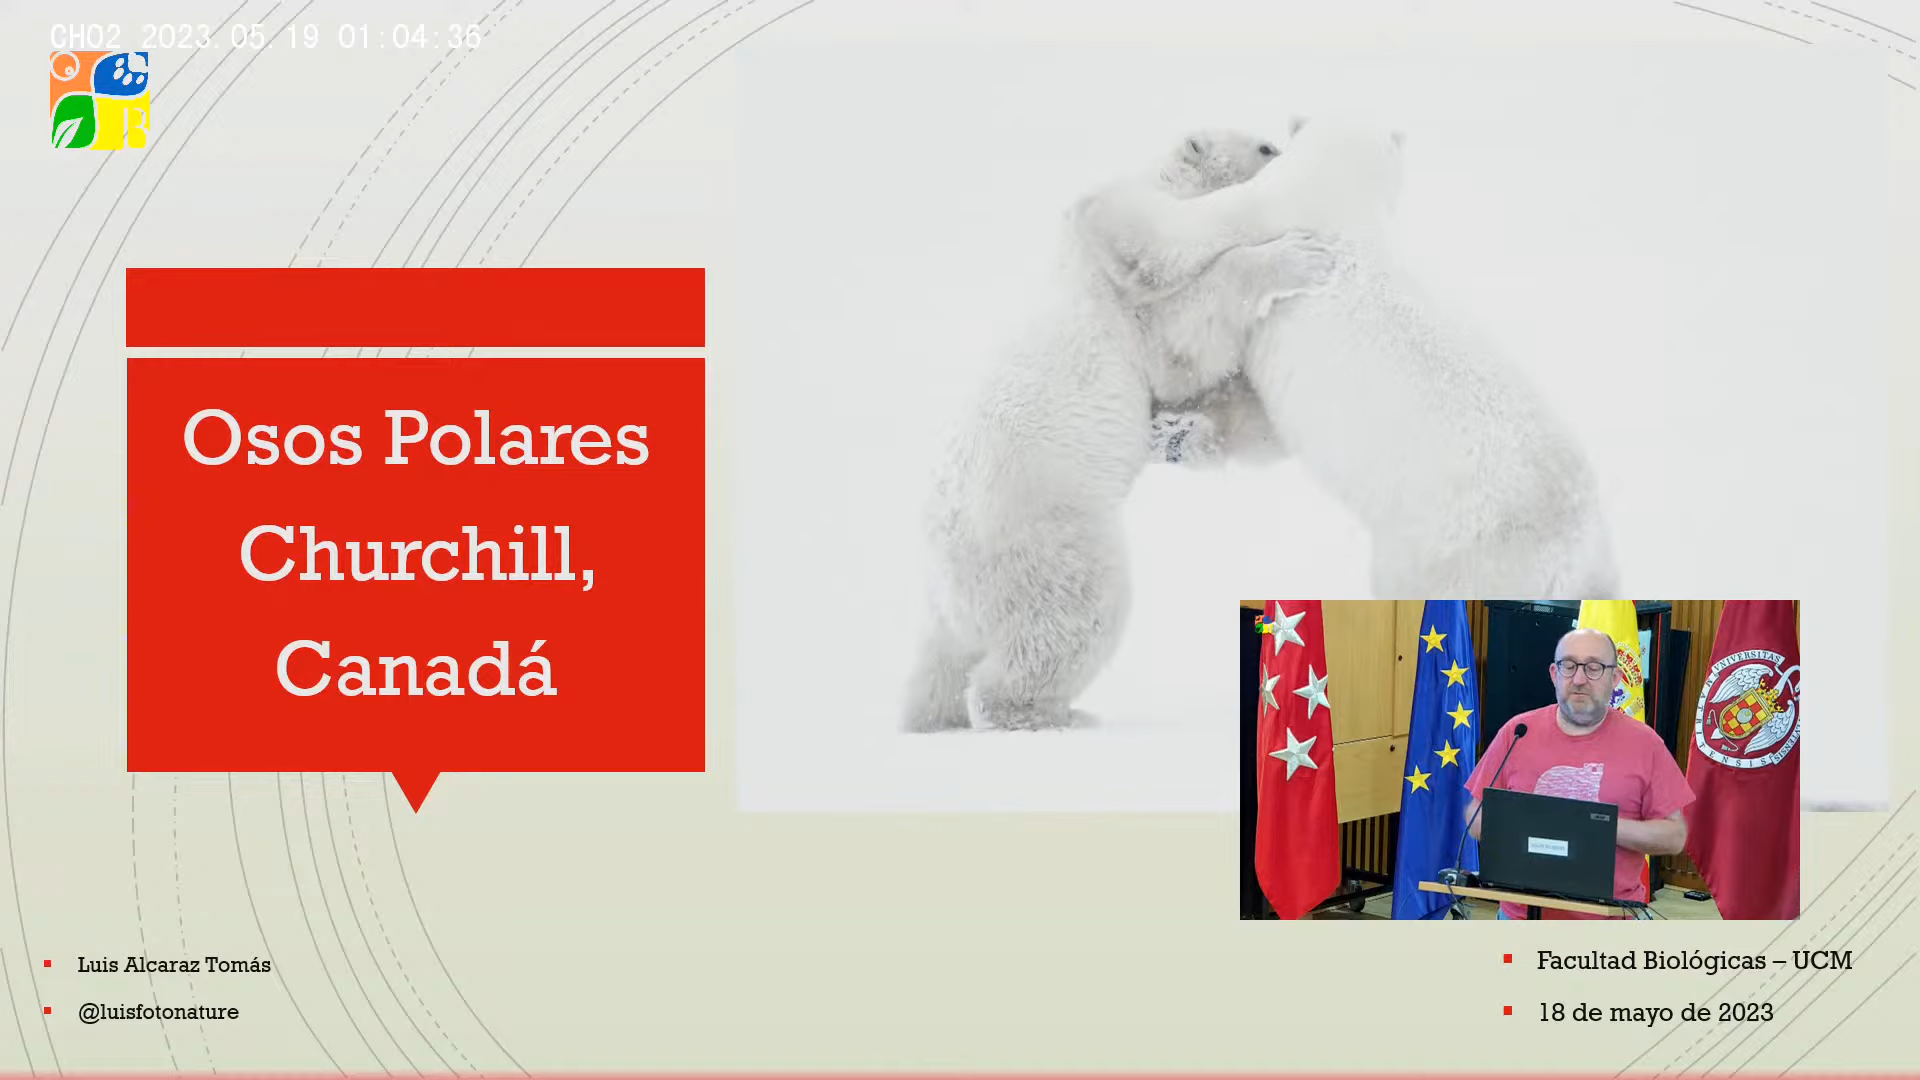 CH02 2023.05.19 01:04:36
Osos Polares
Churchill,
Canadá
Luis Alcaraz Tomás
@luisfotonature
Facultad Biológicas – UCM
18 de mayo de 2023